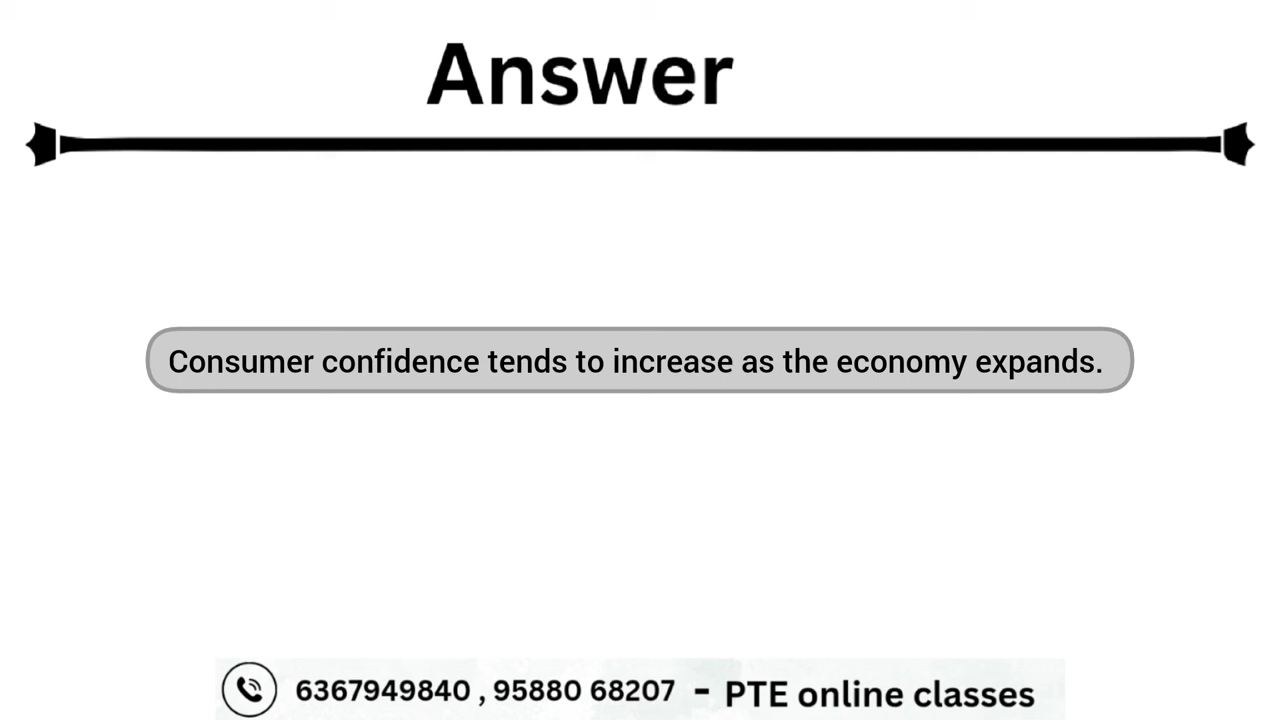 Answer
Consumer confidence tends to increase as the economy expands.
6367949840 , 95880 68207 - PTE online classes